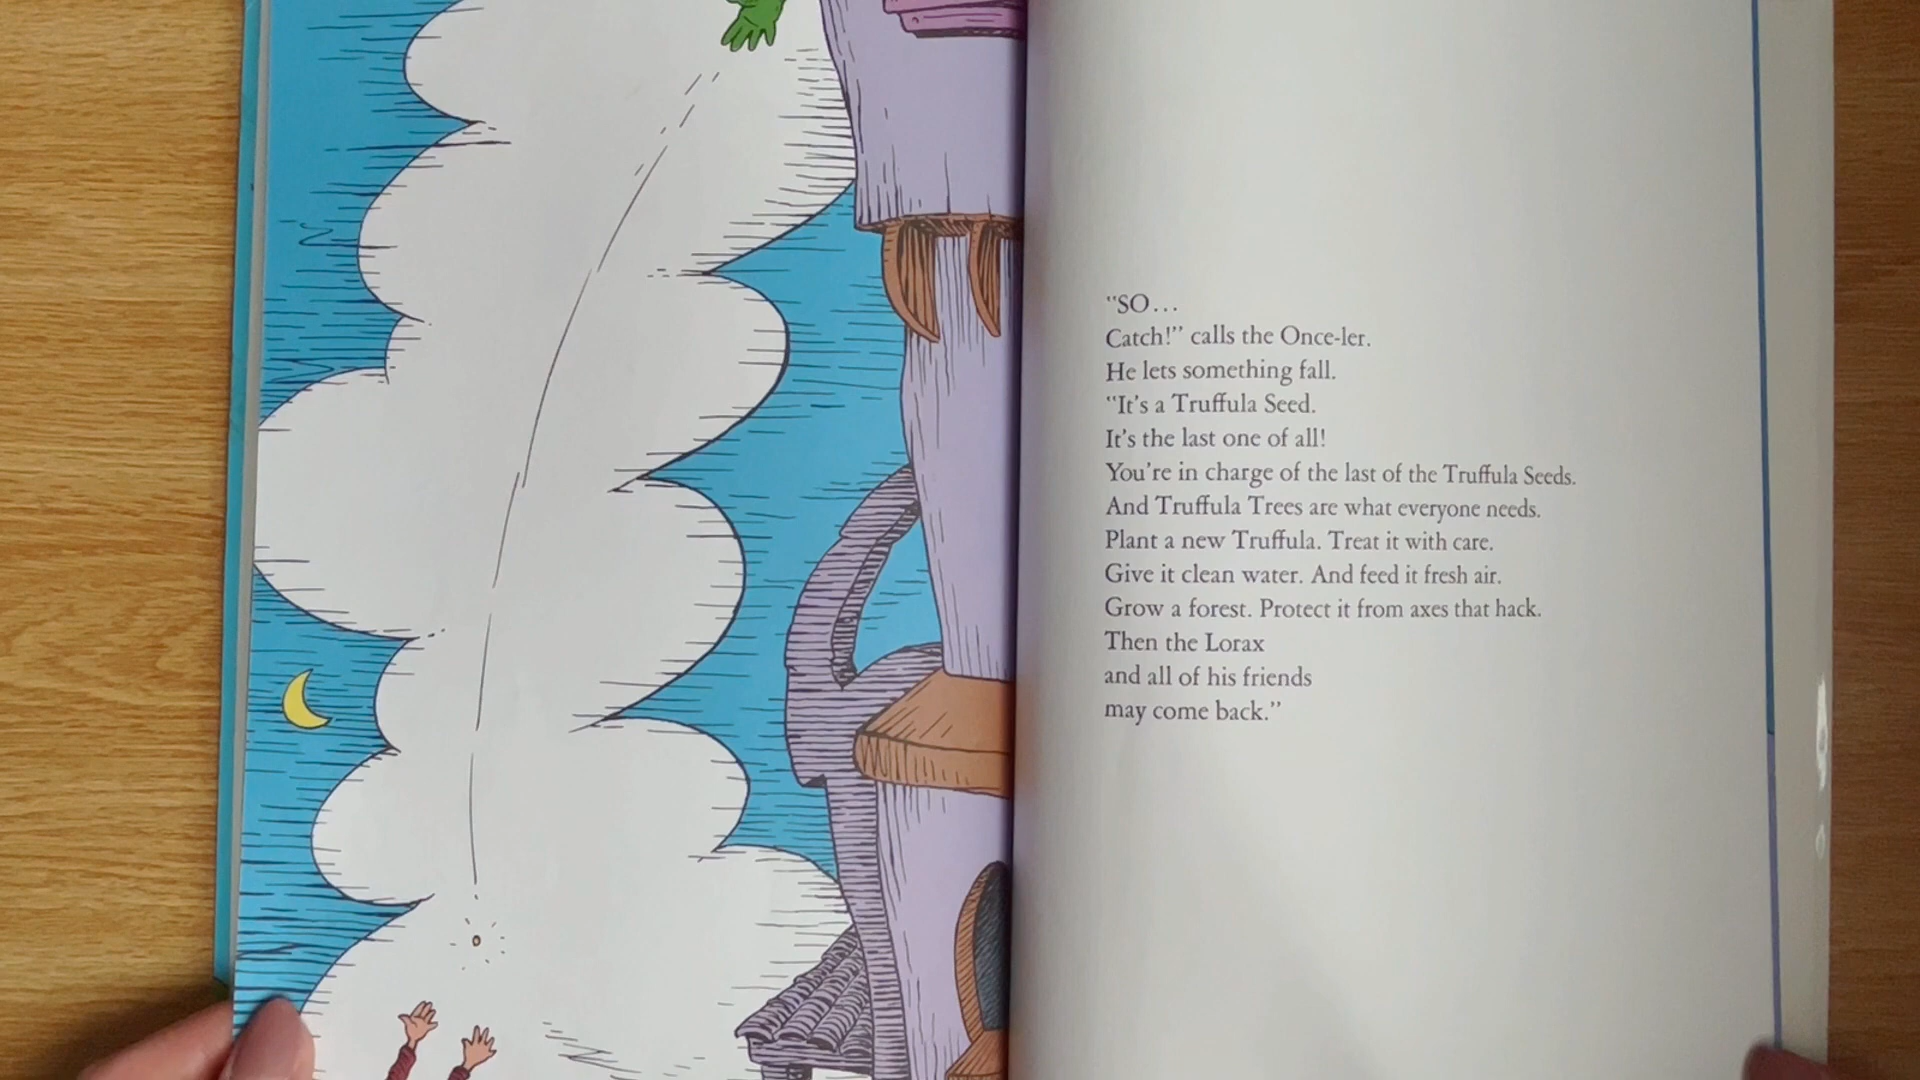 "SO...
Catch!" calls the Once-ler.
He lets something fall.
"It's a Truffula Seed.
It's the last one of all!
You're in charge of the last of the Truffula Seeds.
And Truffula Trees are what everyone needs.
Plant a new Truffula. Treat it with care.
Give it clean water. And feed it fresh air.
Grow a forest. Protect it from axes that hack.
Then the Lorax
and all of his friends
may come back."